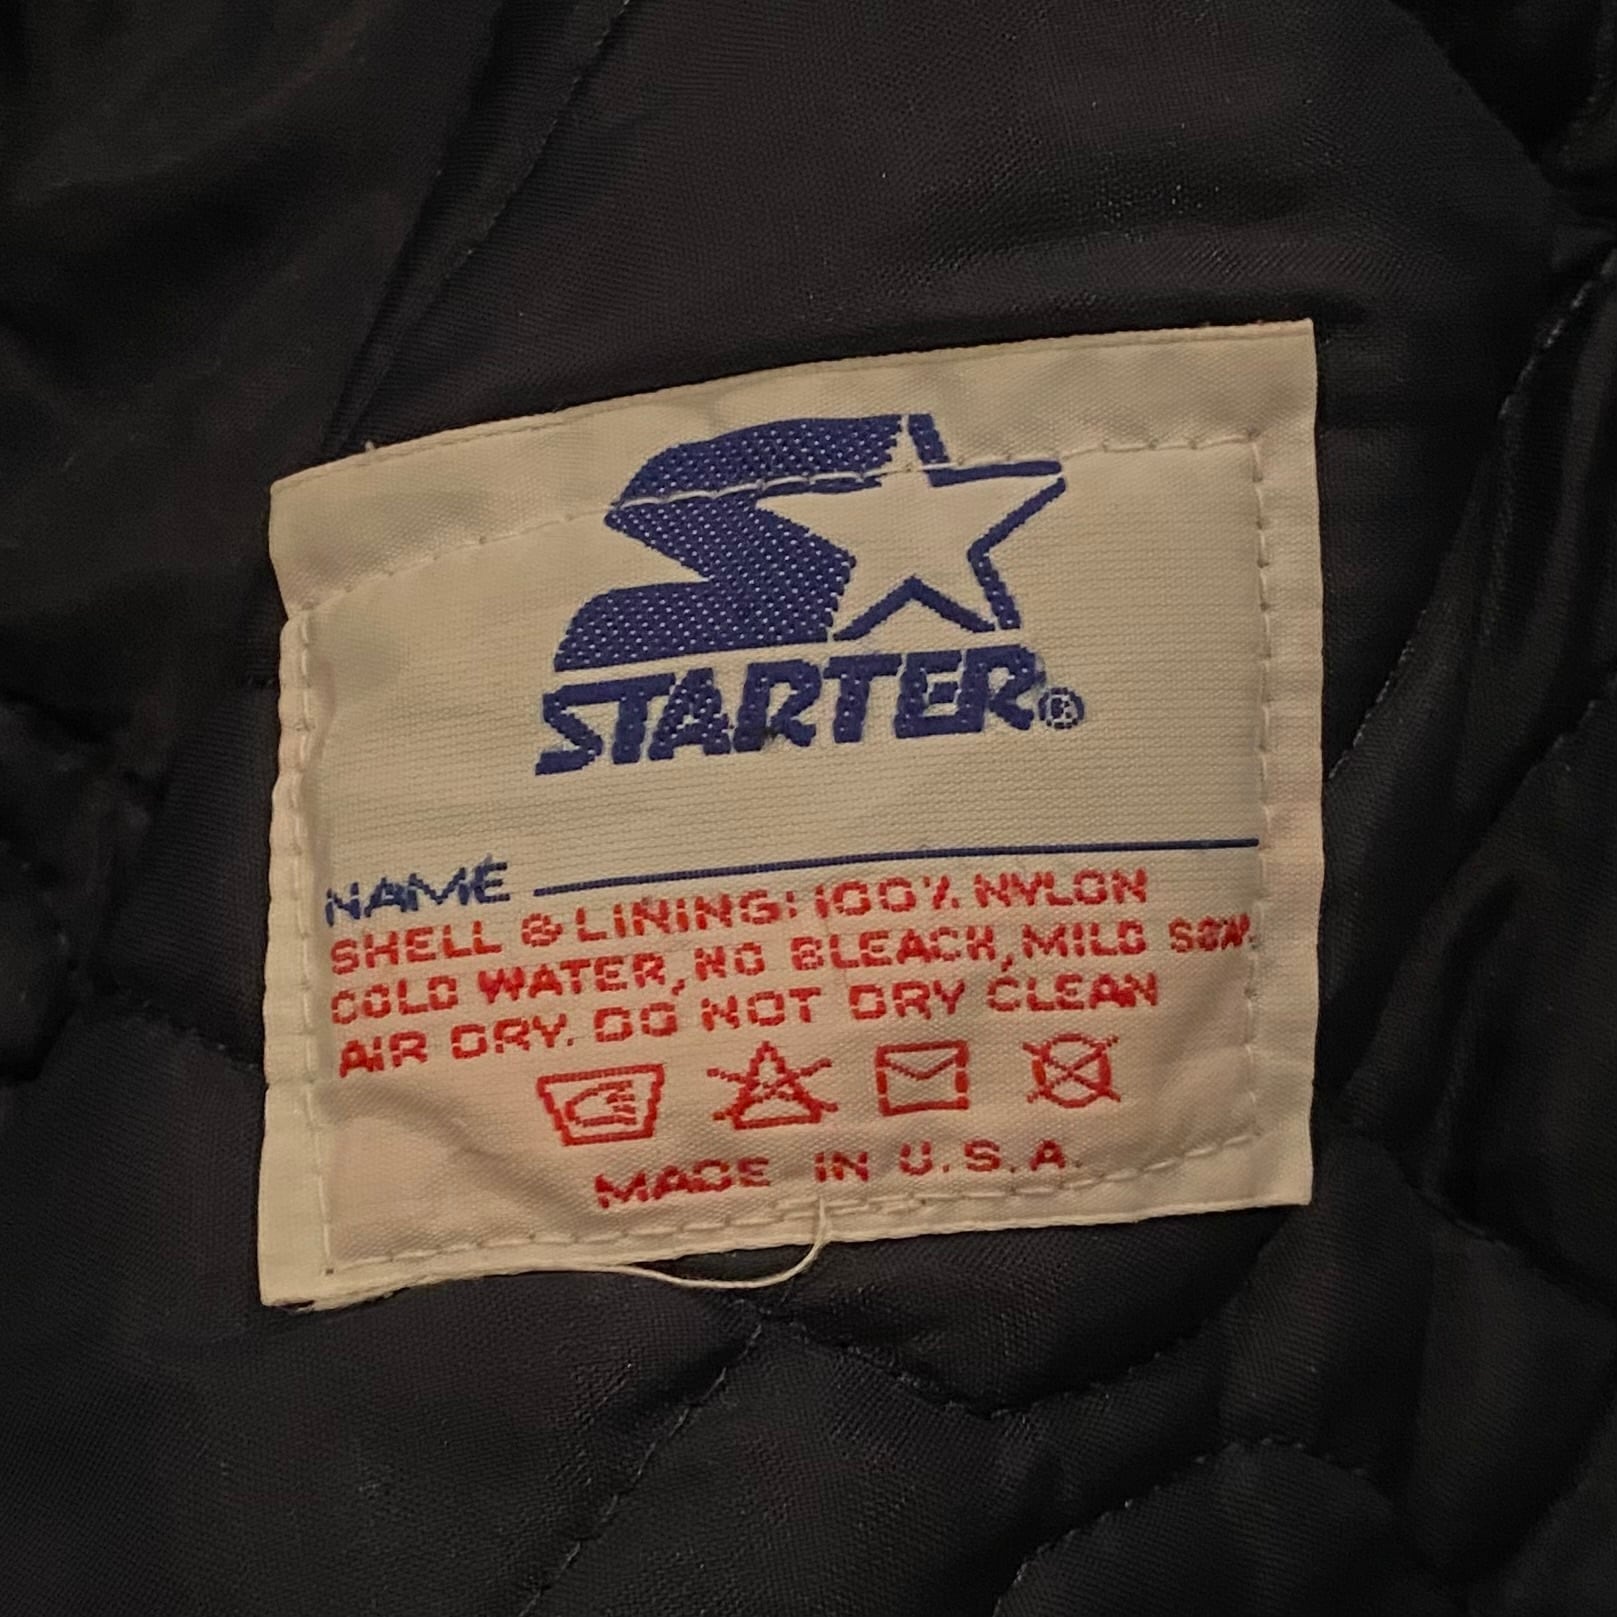 STARTER®
NAME
SHELL & LINING: 100% NYLON
COLD WATER, NO BLEACH, MILD SOAP.
AIR DRY. DO NOT DRY CLEAN
MADE IN U.S.A.